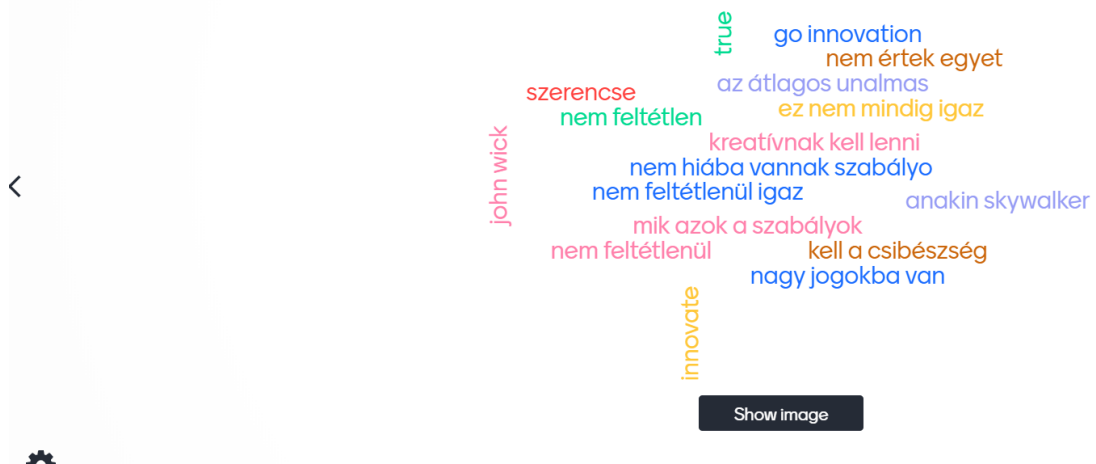 true
go innovation
nem értek egyet
az átlagos unalmas
szerencse
ez nem mindig igaz
nem feltétlen
john wick
kreatívnak kell lenni
nem hiába vannak szabályo
nem feltétlenül igaz
anakin skywalker
mik azok a szabályok
nem feltétlenül
kell a csibészség
nagy jogokba van
innovate
Show image